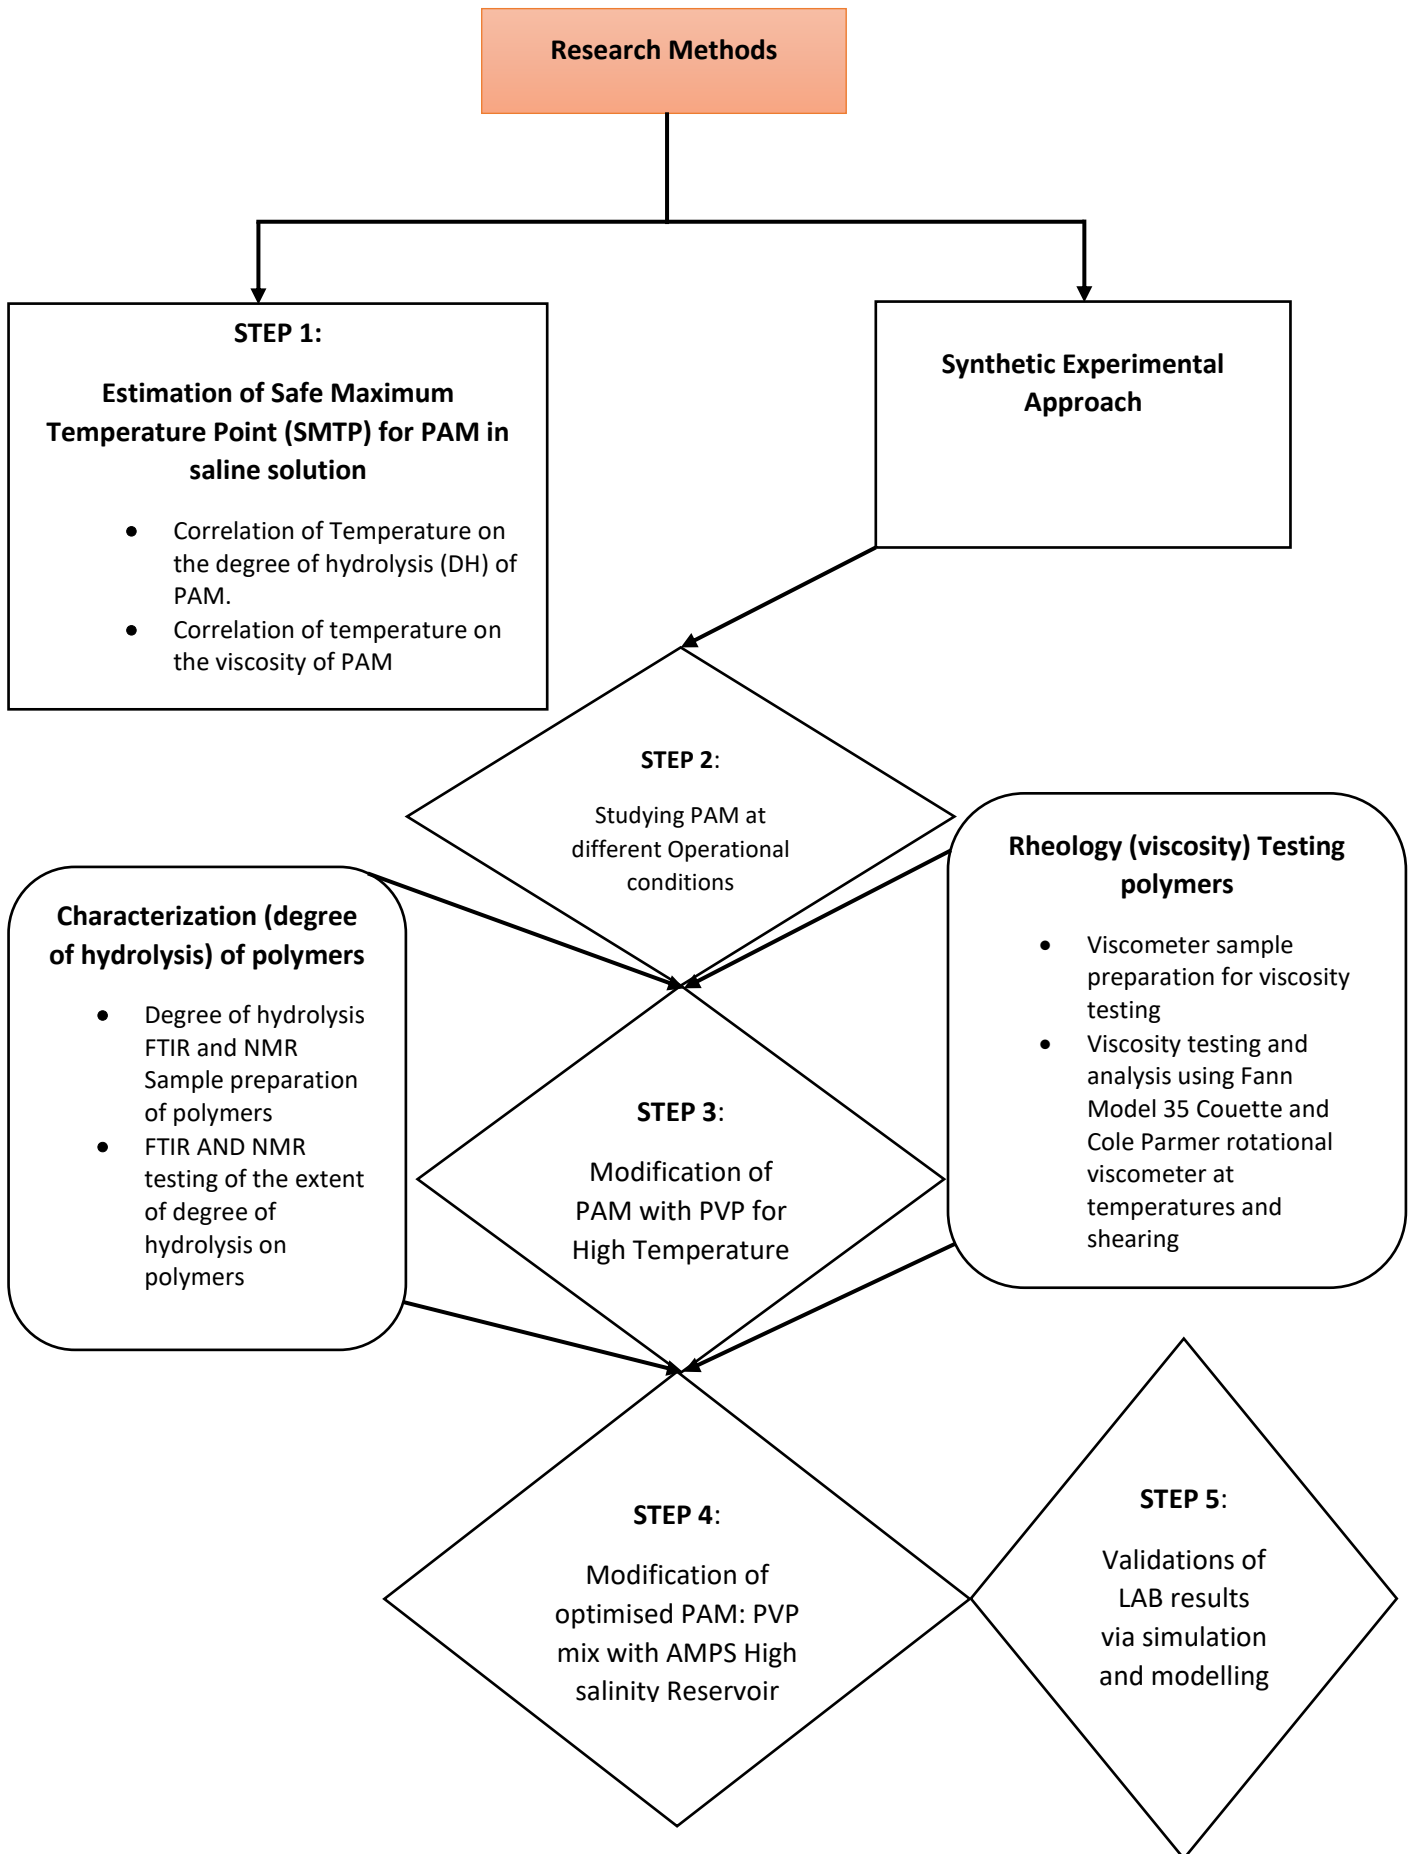 Research Methods
STEP 1:
Estimation of Safe Maximum
Temperature Point (SMTP) for PAM in
saline solution
● Correlation of Temperature on
the degree of hydrolysis (DH) of
PAM.
● Correlation of temperature on
the viscosity of PAM
Synthetic Experimental
Approach
STEP 2:
Studying PAM at
different Operational
conditions
Characterization (degree
of hydrolysis) of polymers
● Degree of hydrolysis
FTIR and NMR
Sample preparation
of polymers
● FTIR AND NMR
testing of the extent
of degree of
hydrolysis on
polymers
Rheology (viscosity) Testing
polymers
● Viscometer sample
preparation for viscosity
testing
● Viscosity testing and
analysis using Fann
Model 35 Couette and
Cole Parmer rotational
viscometer at
temperatures and
shearing
STEP 3:
Modification of
PAM with PVP for
High Temperature
STEP 4:
Modification of
optimised PAM: PVP
mix with AMPS High
salinity Reservoir
STEP 5:
Validations of
LAB results
via simulation
and modelling